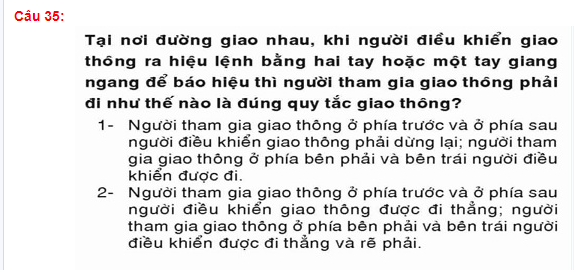 Câu 35:
Tại nơi đường giao nhau, khi người điều khiển giao
thông ra hiệu lệnh bằng hai tay hoặc một tay giang
ngang để báo hiệu thì người tham gia giao thông phải
đi như thế nào là đúng quy tắc giao thông?
1- Người tham gia giao thông ở phía trước và ở phía sau
người điều khiển giao thông phải dừng lại; người tham
gia giao thông ở phía bên phải và bên trái người điều
khiển được đi.
2- Người tham gia giao thông ở phía trước và ở phía sau
người điều khiển giao thông được đi thẳng; người
tham gia giao thông ở phía bên phải và bên trái người
điều khiển được đi thẳng và rẽ phải.